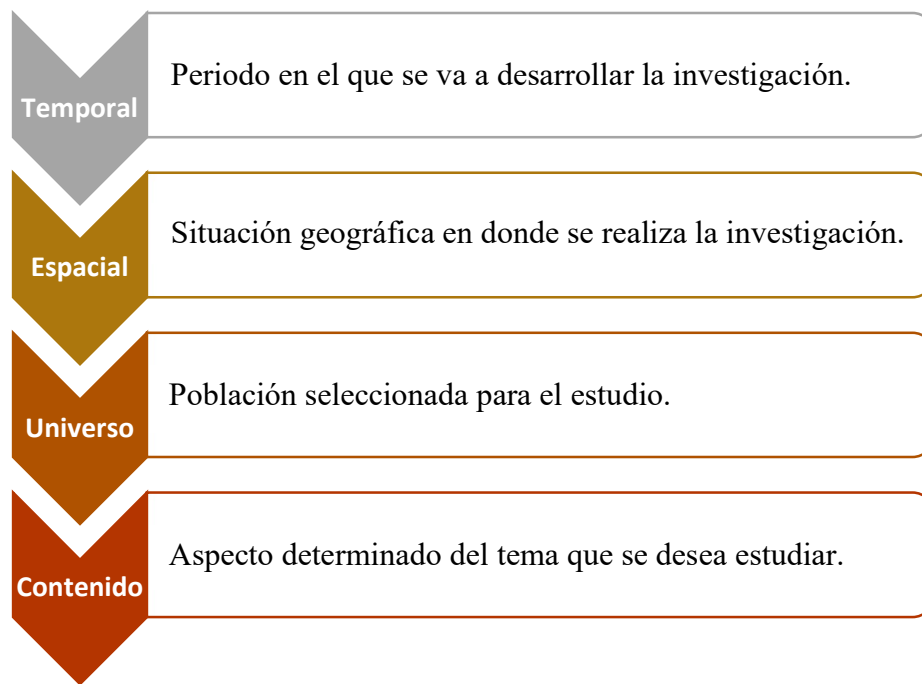 Temporal
Periodo en el que se va a desarrollar la investigación.
Espacial
Situación geográfica en donde se realiza la investigación.
Universo
Población seleccionada para el estudio.
Contenido
Aspecto determinado del tema que se desea estudiar.